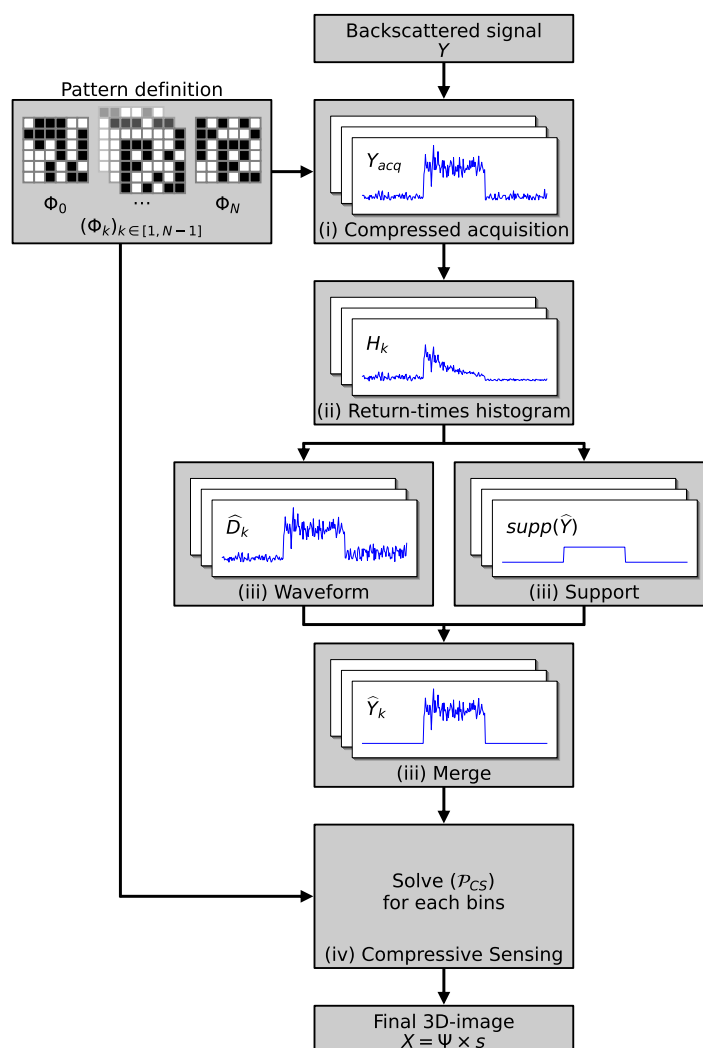 Backscattered signal
Y
Pattern definition
Φ0 ... ΦN
(Φk)k∈[1,N−1]
Yacq
(i) Compressed acquisition
Hk
(ii) Return-times histogram
D̂k
(iii) Waveform
supp(Ŷ)
(iii) Support
Ŷk
(iii) Merge
Solve (𝒫CS)
for each bins
(iv) Compressive Sensing
Final 3D-image
X = Ψ × s